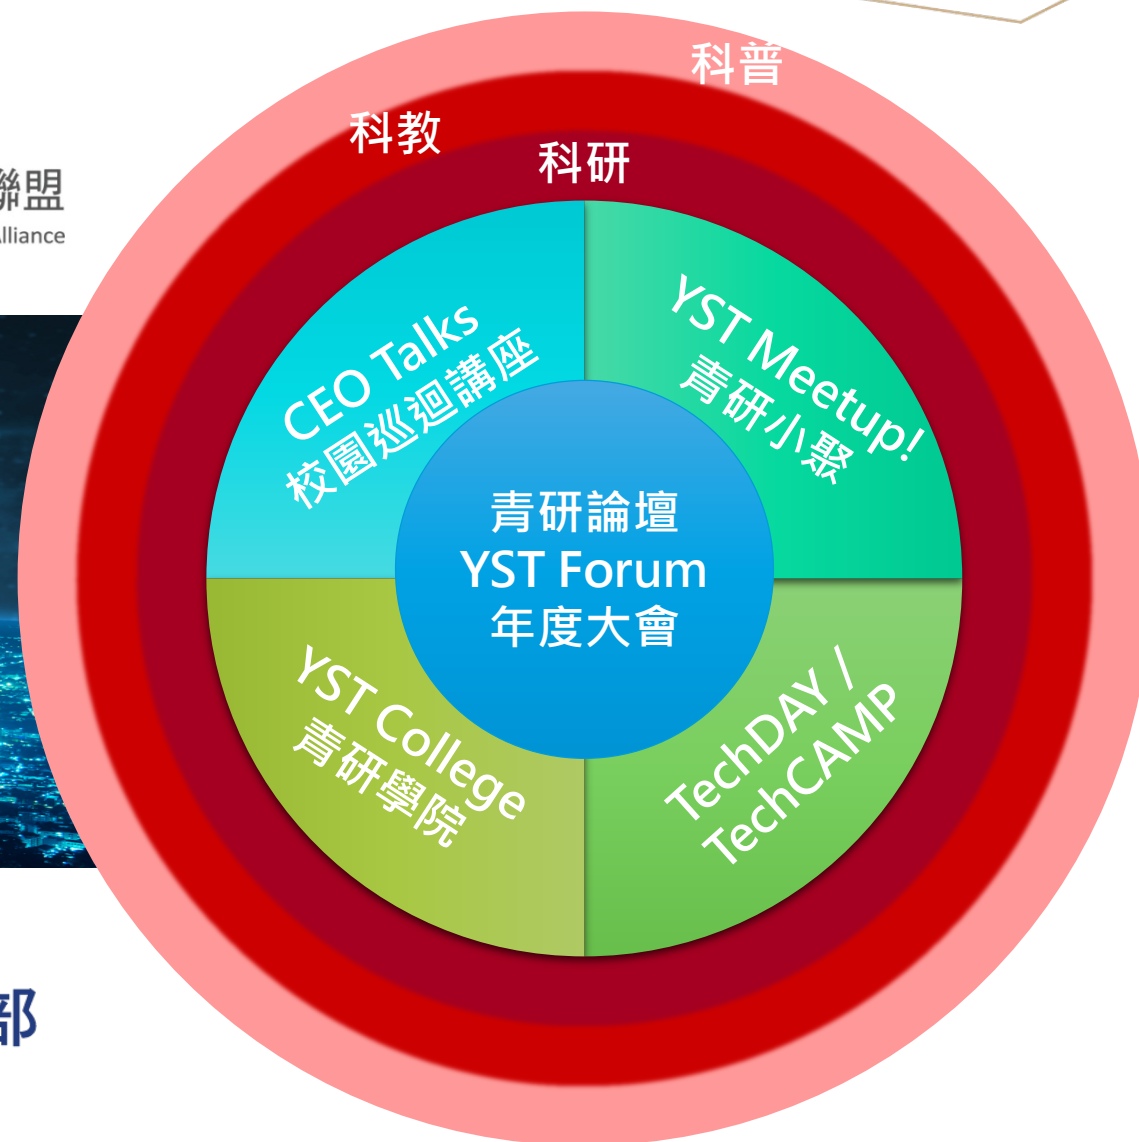 科普
科教
科研
聯盟
Alliance
CEO Talks
校園巡迴講座
YST Meetup!
青研小聚
青研論壇
YST Forum
年度大會
YST College
青研學院
TechDAY /
TechCAMP
部